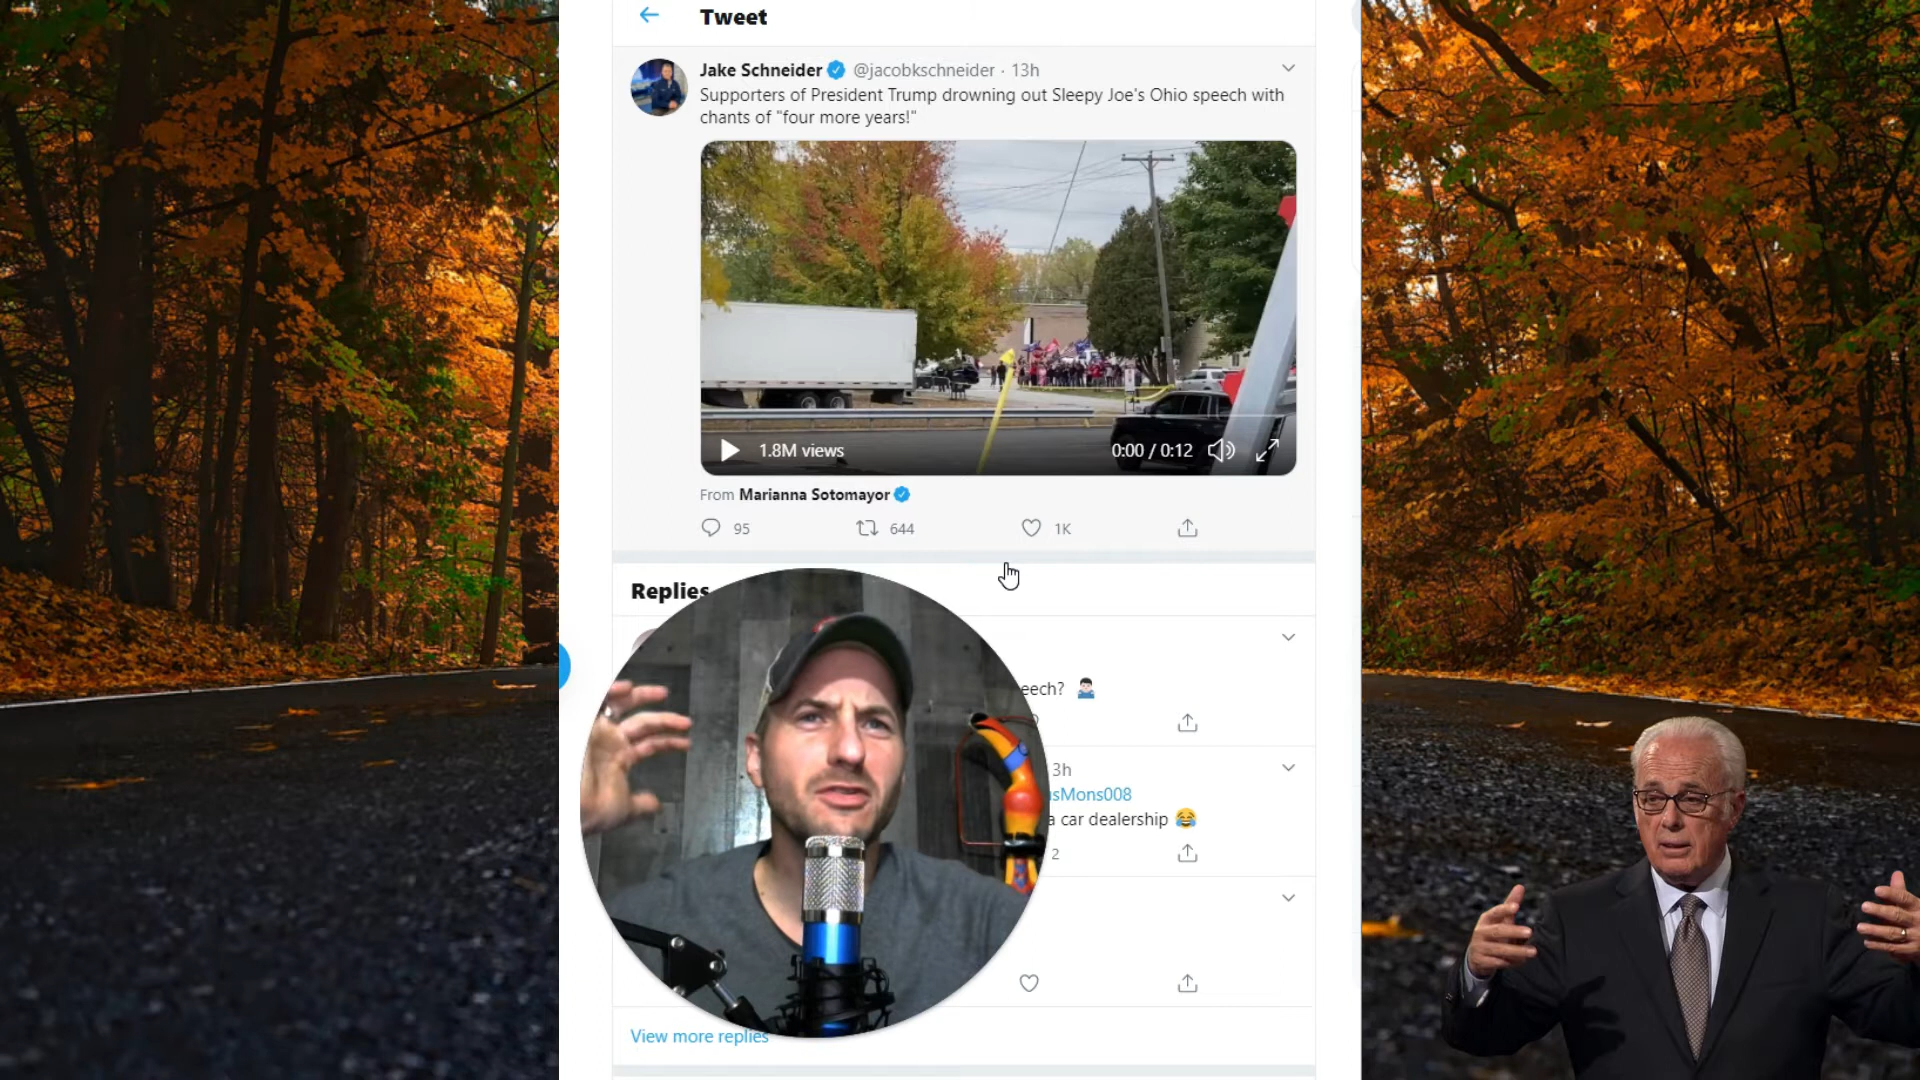 Tweet
Jake Schneider @jacobkschneider · 13h
Supporters of President Trump drowning out Sleepy Joe's Ohio speech with
chants of "four more years!"
1.8M views 0:00 / 0:12
From Marianna Sotomayor
95 644 1K
Replies
eech?
3h
sMons008
a car dealership
2
View more replies